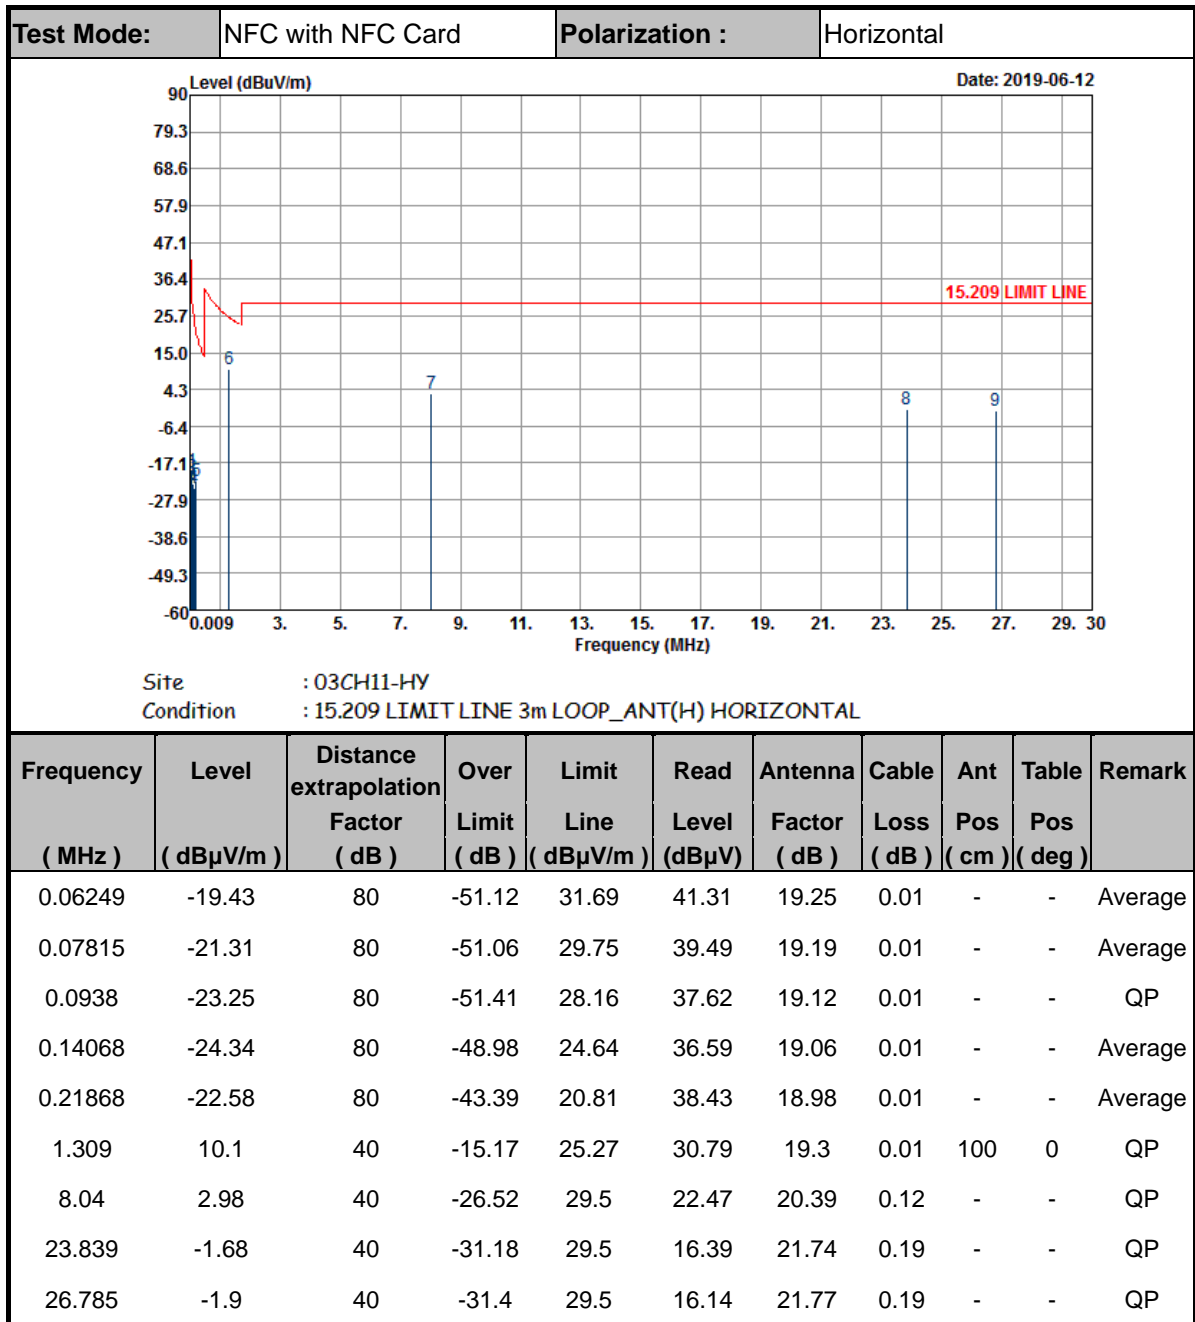 Test Mode: NFC with NFC Card Polarization : Horizontal
Level (dBuV/m) Date: 2019-06-12
90
79.3
68.6
57.9
47.1
36.4
15.209 LIMIT LINE
25.7
15.0
6
7
4.3
8
9
-6.4
-17.1
-27.9
-38.6
-49.3
-60
0.009 3. 5. 7. 9. 11. 13. 15. 17. 19. 21. 23. 25. 27. 29. 30
Frequency (MHz)
Site : 03CH11-HY
Condition : 15.209 LIMIT LINE 3m LOOP_ANT(H) HORIZONTAL
Frequency Level Distance extrapolation Over Limit Read Antenna Cable Ant Table Remark
Factor Limit Line Level Factor Loss Pos Pos
( MHz ) ( dBµV/m ) ( dB ) ( dB ) ( dBµV/m ) (dBµV) ( dB ) ( dB ) ( cm ) ( deg )
0.06249 -19.43 80 -51.12 31.69 41.31 19.25 0.01 - - Average
0.07815 -21.31 80 -51.06 29.75 39.49 19.19 0.01 - - Average
0.0938 -23.25 80 -51.41 28.16 37.62 19.12 0.01 - - QP
0.14068 -24.34 80 -48.98 24.64 36.59 19.06 0.01 - - Average
0.21868 -22.58 80 -43.39 20.81 38.43 18.98 0.01 - - Average
1.309 10.1 40 -15.17 25.27 30.79 19.3 0.01 100 0 QP
8.04 2.98 40 -26.52 29.5 22.47 20.39 0.12 - - QP
23.839 -1.68 40 -31.18 29.5 16.39 21.74 0.19 - - QP
26.785 -1.9 40 -31.4 29.5 16.14 21.77 0.19 - - QP